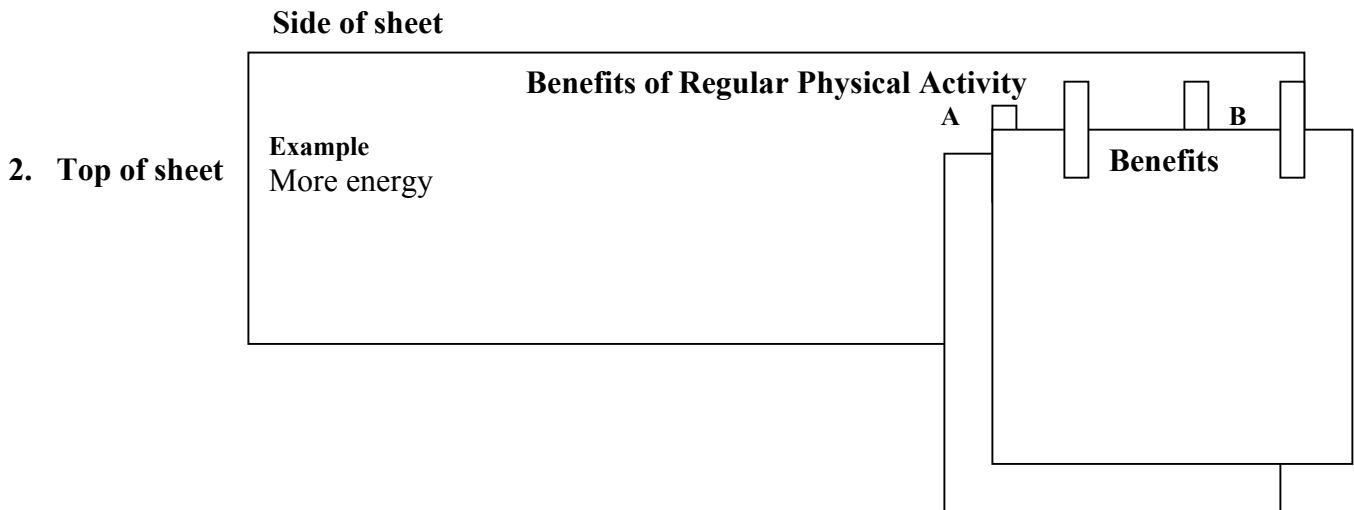 Side of sheet
Benefits of Regular Physical Activity
A
B
Example
Benefits
2. Top of sheet
More energy